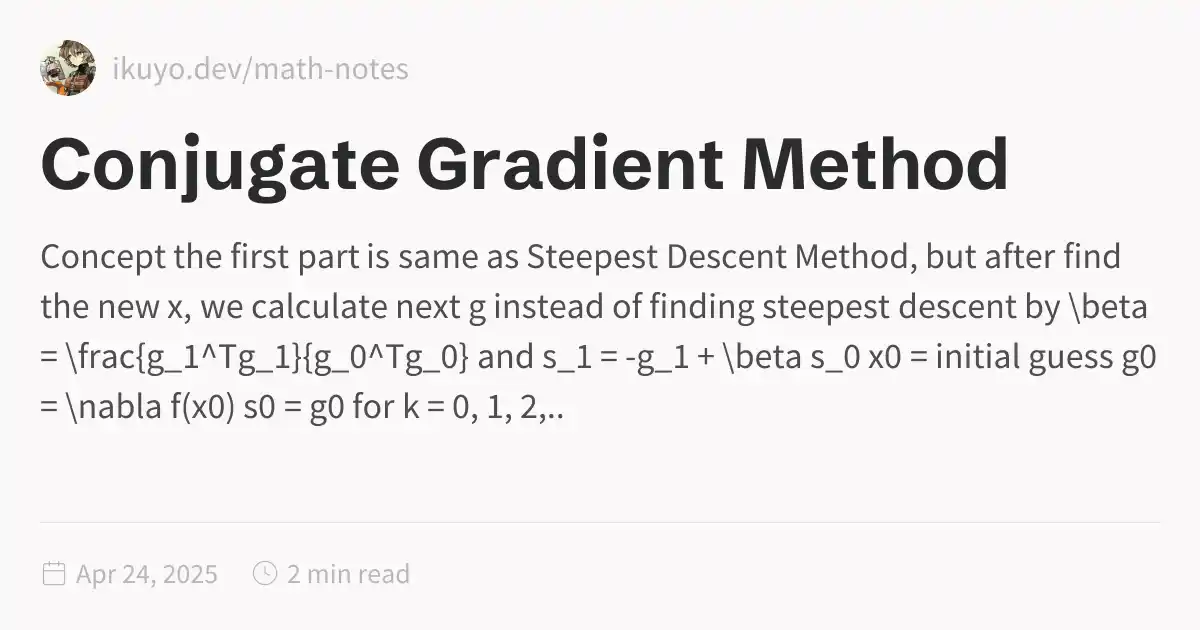 ikuyo.dev/math-notes
Conjugate Gradient Method
Concept the first part is same as Steepest Descent Method, but after find
the new x, we calculate next g instead of finding steepest descent by \beta
= \frac{g_1^Tg_1}{g_0^Tg_0} and s_1 = -g_1 + \beta s_0 x0 = initial guess g0
= \nabla f(x0) s0 = g0 for k = 0, 1, 2,..
Apr 24, 2025 2 min read